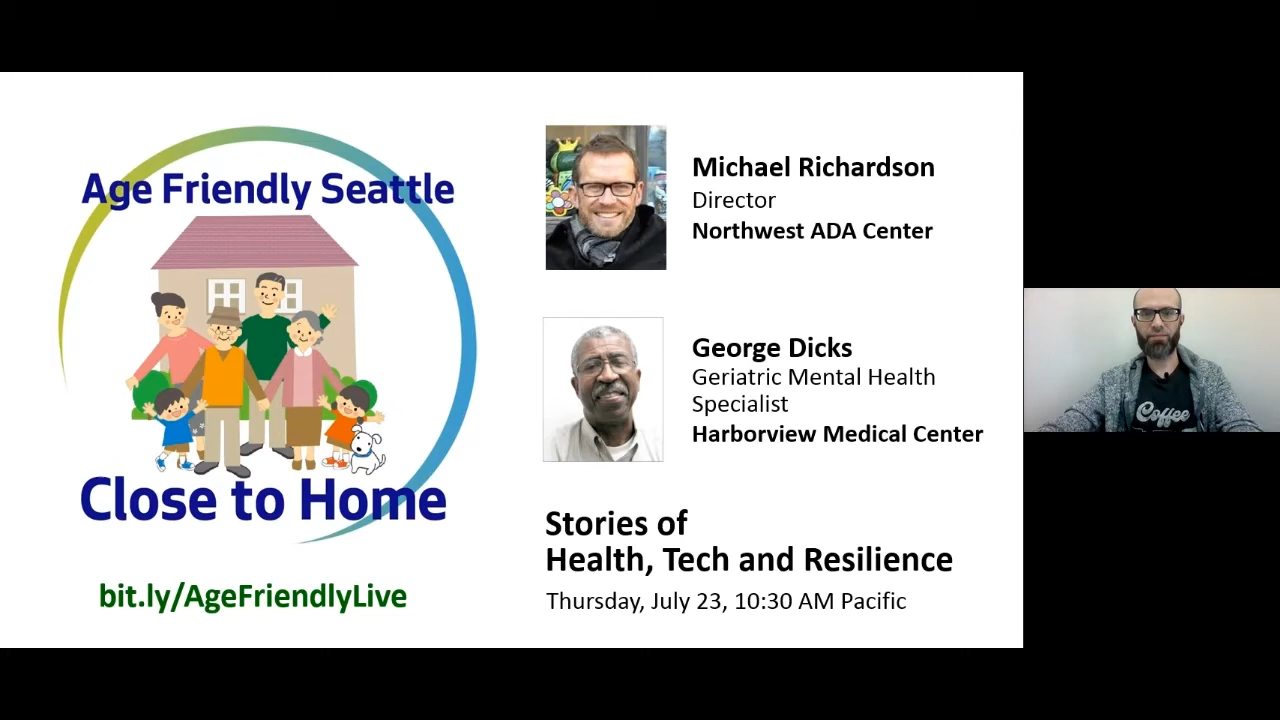 Age Friendly Seattle
Close to Home
bit.ly/AgeFriendlyLive
Michael Richardson
Director
Northwest ADA Center
George Dicks
Geriatric Mental Health
Specialist
Harborview Medical Center
Stories of
Health, Tech and Resilience
Thursday, July 23, 10:30 AM Pacific
Coffee